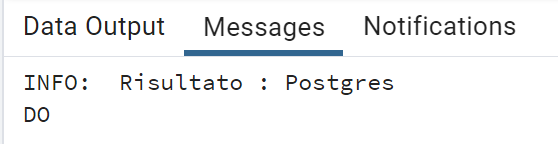 Data Output Messages Notifications
INFO:  Risultato : Postgres
DO